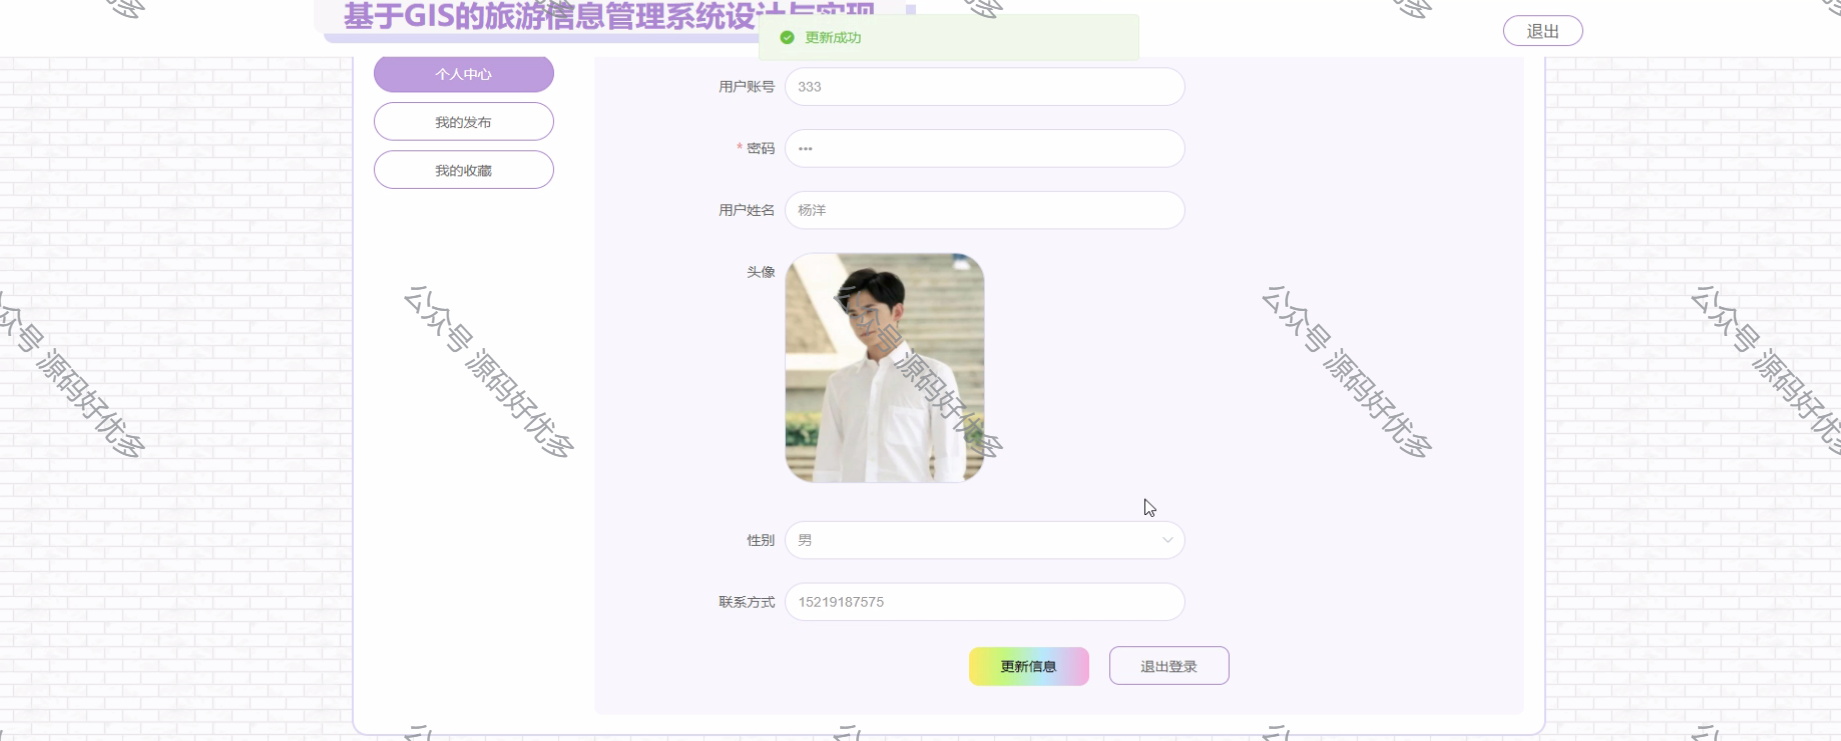 基于GIS的旅游信息管理系统设计与实现
更新成功
退出
个人中心
我的发布
我的收藏
用户账号 333
* 密码 •••
用户姓名 杨洋
头像
性别 男
联系方式 15219187575
更新信息 退出登录
公众号 源码好优多
公众号 源码好优多
公众号 源码好优多
公众号 源码好优多
公众号 源码好优多